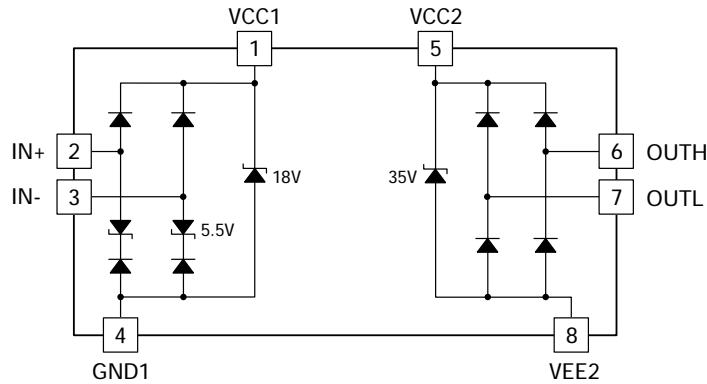 VCC1 VCC2
1 5
IN+ 2 6 OUTH
IN- 3 18V 35V 7 OUTL
5.5V
4 8
GND1 VEE2